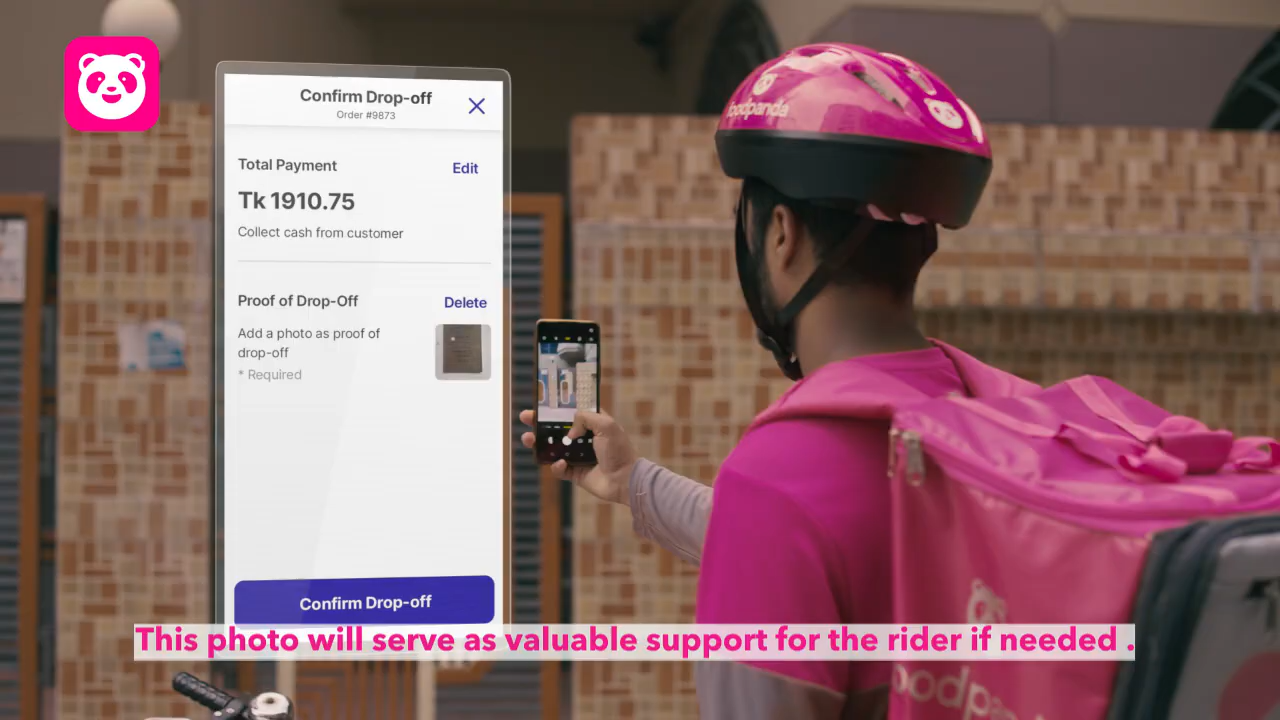 Confirm Drop-off
Order #9873
Total Payment
Edit
Tk 1910.75
Collect cash from customer
Proof of Drop-Off
Delete
Add a photo as proof of
drop-off
* Required
Confirm Drop-off
foodpanda
This photo will serve as valuable support for the rider if needed .
oodpa